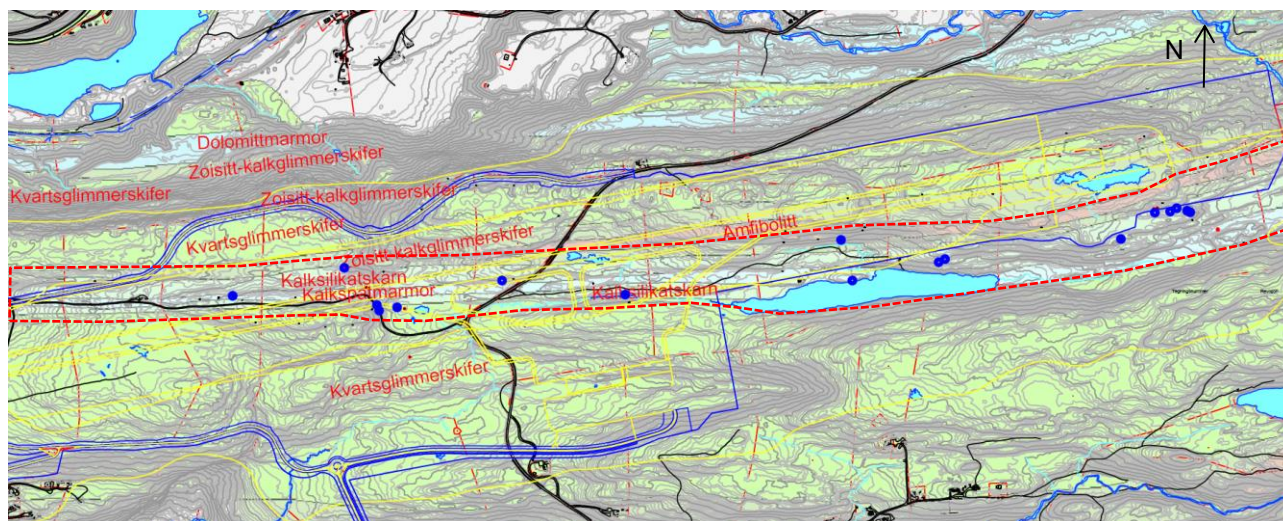 N
Dolomittmarmor
Zoisitt-kalkglimmerskifer
Kvartsglimmerskifer
Zoisitt-kalkglimmerskifer
Kvartsglimmerskifer
Zoisitt-kalkglimmerskifer
Amfibolitt
Kalksilikatskarn
Kalkspatmarmor
Kalksilikatskarn
Kvartsglimmerskifer